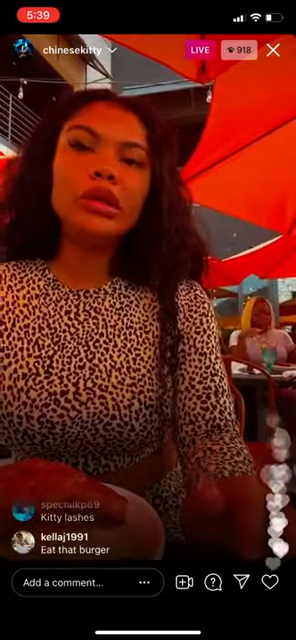 5:39
chinesekitty
LIVE
918
specialkp69
Kitty lashes
kellaj1991
Eat that burger
Add a comment...